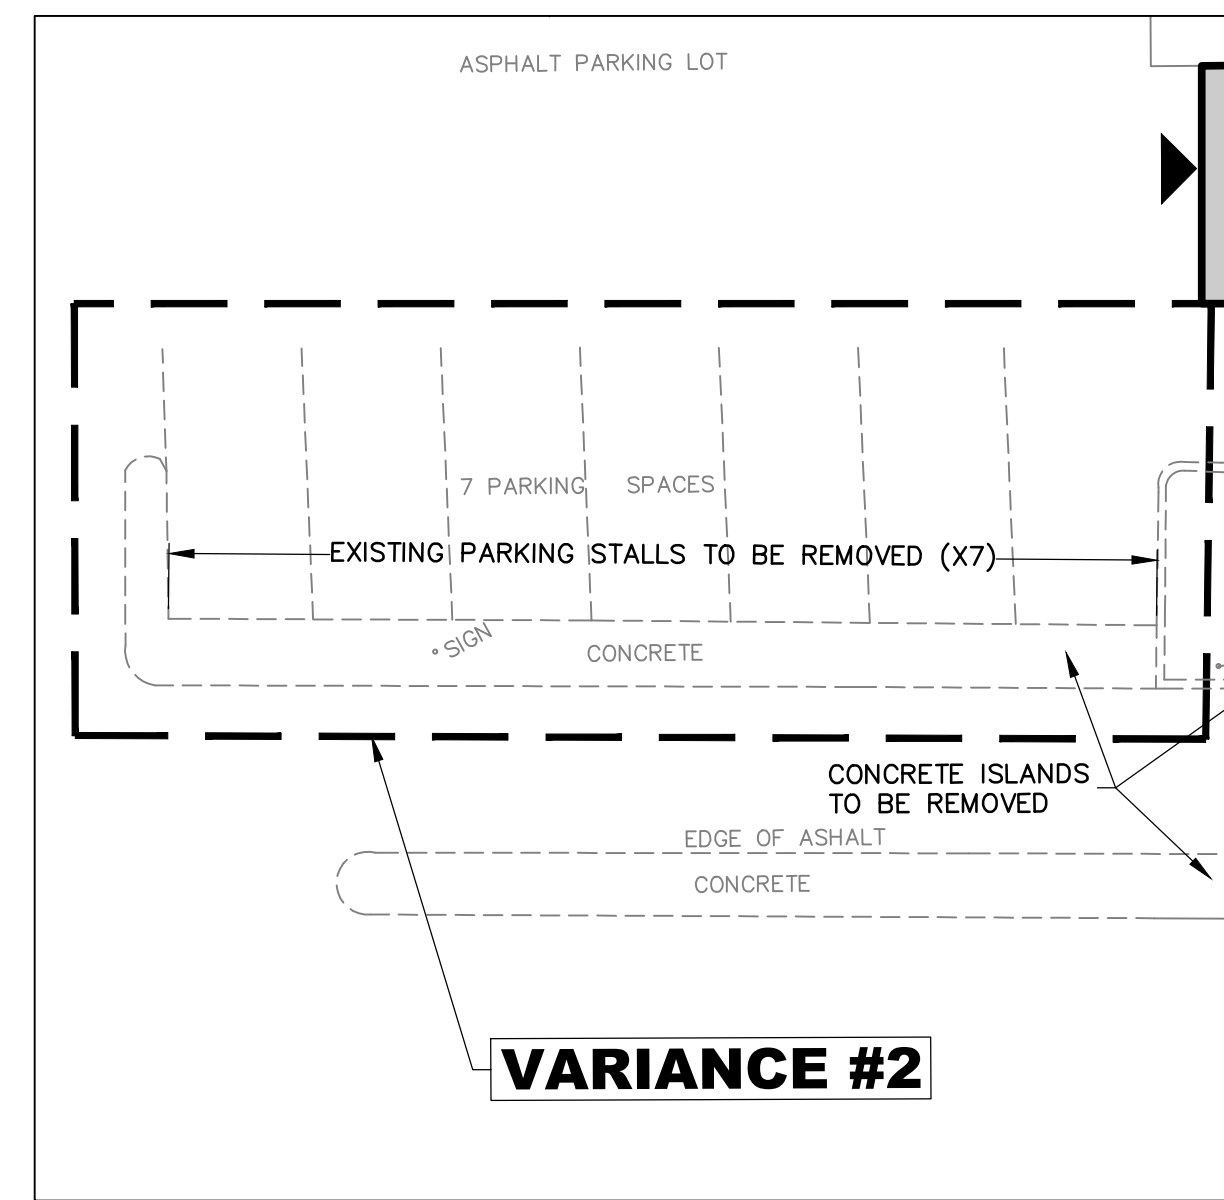 ASPHALT PARKING LOT
7 PARKING SPACES
EXISTING PARKING STALLS TO BE REMOVED (X7)
SIGN
CONCRETE
CONCRETE ISLANDS
TO BE REMOVED
EDGE OF ASHALT
CONCRETE
VARIANCE #2